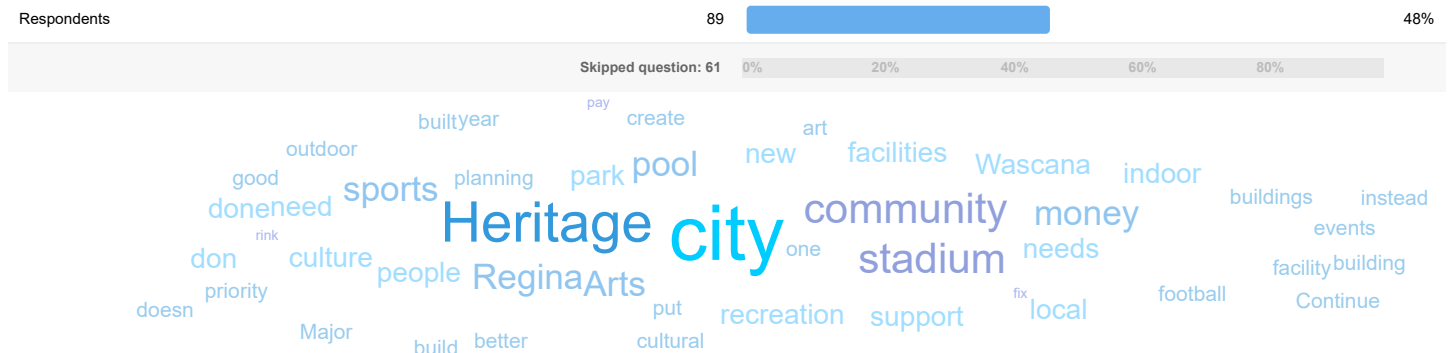 Respondents 89 48%
Skipped question: 61 0% 20% 40% 60% 80%
pay
built year create art
outdoor pool new facilities Wascana indoor
good sports planning park
buildings instead
done need Heritage city community money
events
rink one stadium needs
don culture people Regina Arts facility building
priority fix football Continue
doesn put recreation support local
Major build better cultural